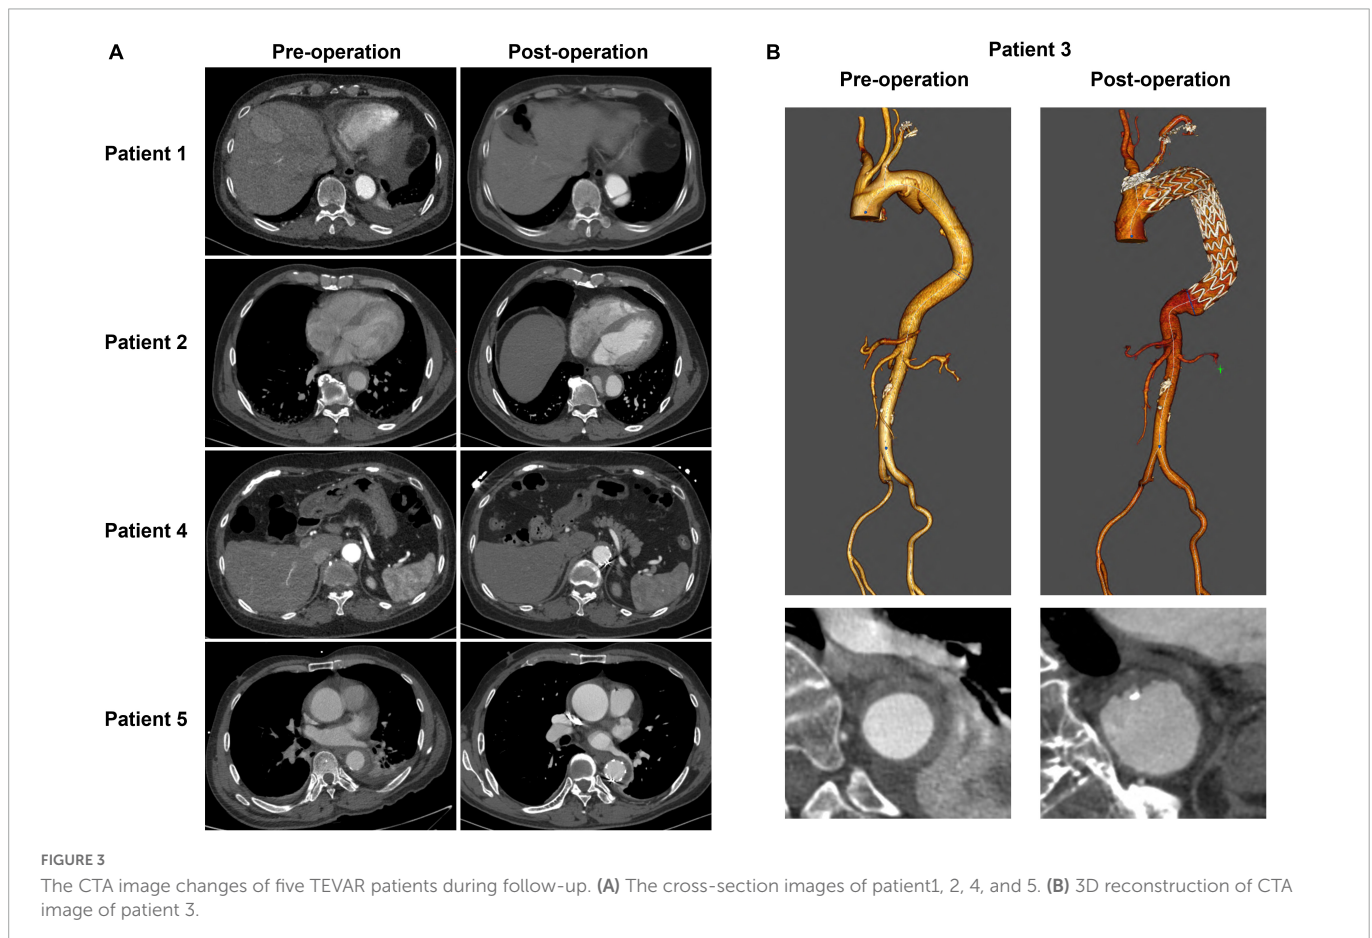 A
Pre-operation
Post-operation
Patient 1
Patient 2
Patient 4
Patient 5
B
Patient 3
Pre-operation
Post-operation
FIGURE 3
The CTA image changes of five TEVAR patients during follow-up. (A) The cross-section images of patient1, 2, 4, and 5. (B) 3D reconstruction of CTA
image of patient 3.